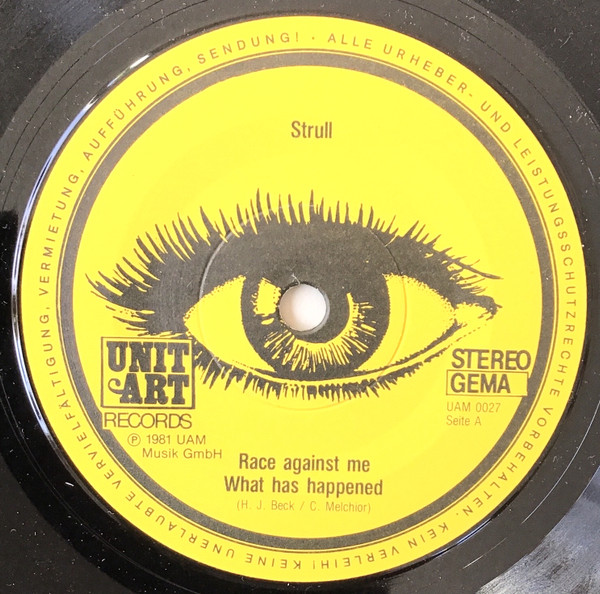 Strull
UNIT
ART
RECORDS
℗ 1981 UAM
Musik GmbH
STEREO
GEMA
UAM 0027
Seite A
Race against me
What has happened
(H. J. Beck / C. Melchior)
ALLE URHEBER- UND LEISTUNGSSCHUTZRECHTE VORBEHALTEN. KEIN VERLEIH! KEINE UNERLAUBTE VERVIELFÄLTIGUNG, VERMIETUNG, AUFFÜHRUNG, SENDUNG! ·